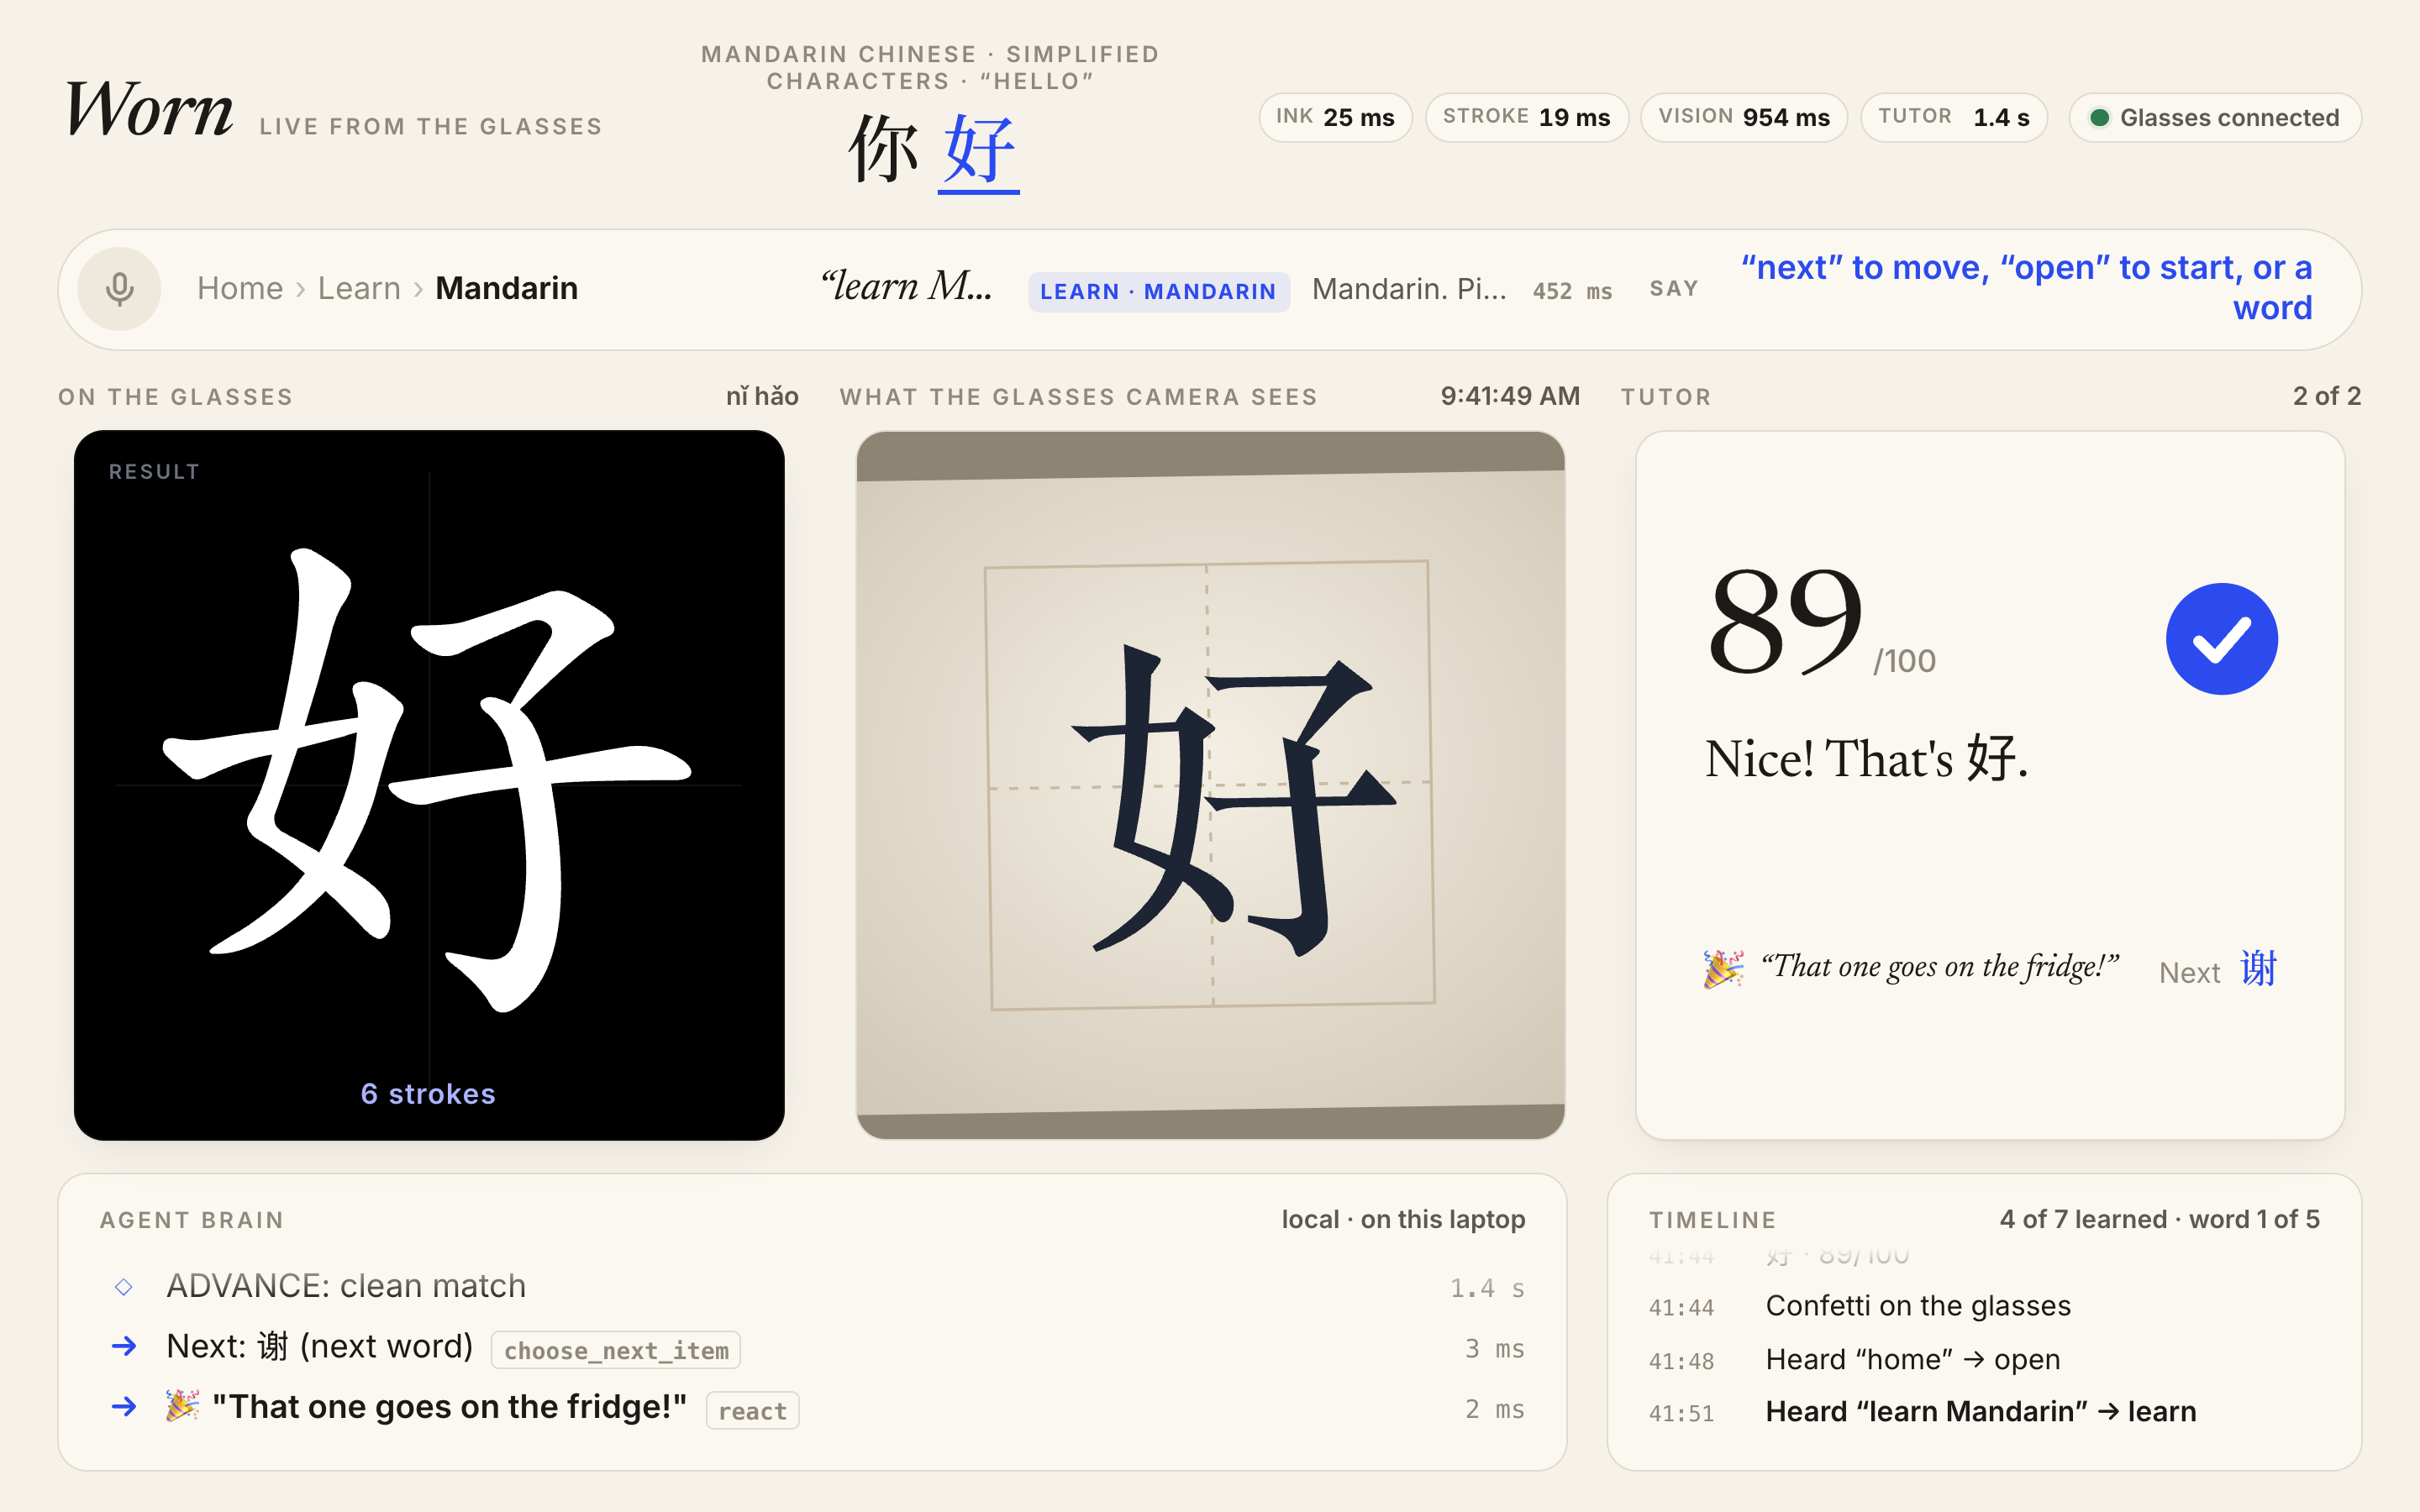 Worn LIVE FROM THE GLASSES
MANDARIN CHINESE · SIMPLIFIED
CHARACTERS · “HELLO”
你 好
INK 25 ms
STROKE 19 ms
VISION 954 ms
TUTOR 1.4 s
Glasses connected
Home › Learn › Mandarin
“learn M...
LEARN · MANDARIN
Mandarin. Pi...
452 ms
SAY
“next” to move, “open” to start, or a
word
ON THE GLASSES
nǐ hǎo
RESULT
好
6 strokes
WHAT THE GLASSES CAMERA SEES
9:41:49 AM
好
TUTOR
2 of 2
89/100
Nice! That's 好.
🎉 “That one goes on the fridge!”
Next 谢
AGENT BRAIN
local · on this laptop
◇ ADVANCE: clean match 1.4 s
→ Next: 谢 (next word) choose_next_item 3 ms
→ 🎉 "That one goes on the fridge!" react 2 ms
TIMELINE
4 of 7 learned · word 1 of 5
41:44 好 · 89/100
41:44 Confetti on the glasses
41:48 Heard “home” → open
41:51 Heard “learn Mandarin” → learn